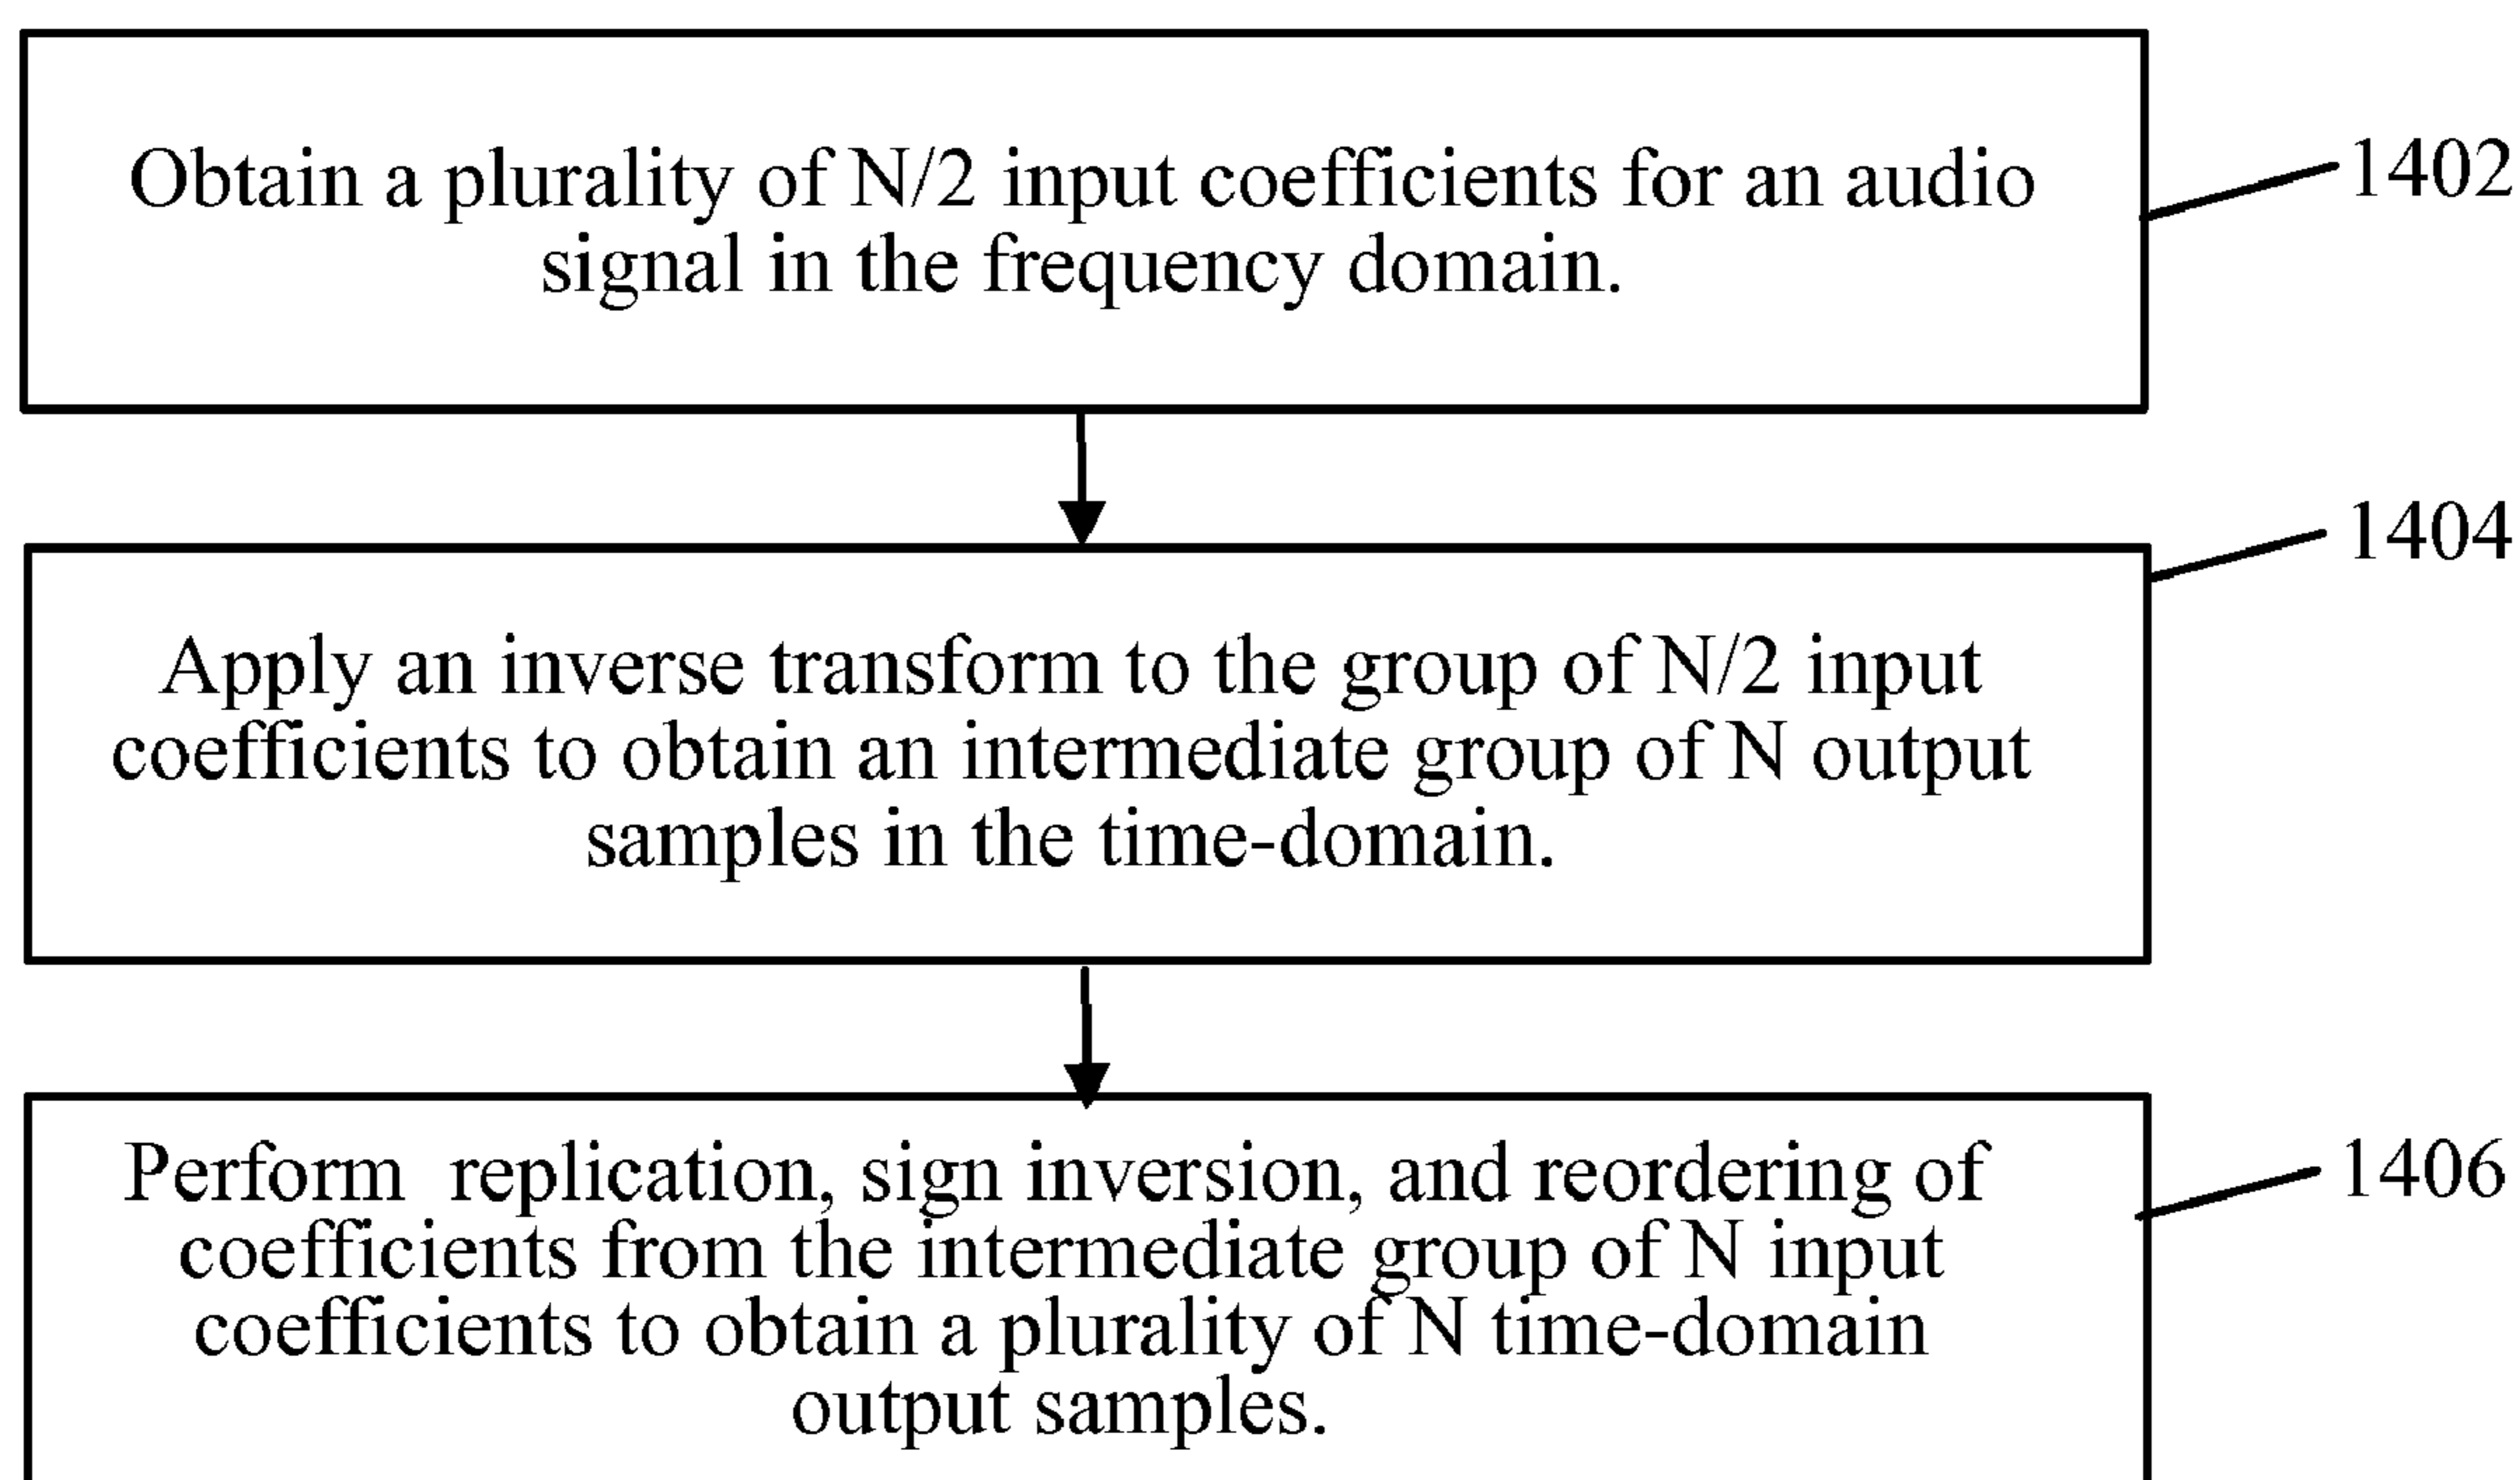 Obtain a plurality of N/2 input coefficients for an audio
signal in the frequency domain.
1402
1404
Apply an inverse transform to the group of N/2 input
coefficients to obtain an intermediate group of N output
samples in the time-domain.
Perform replication, sign inversion, and reordering of
coefficients from the intermediate group of N input
coefficients to obtain a plurality of N time-domain
output samples.
1406